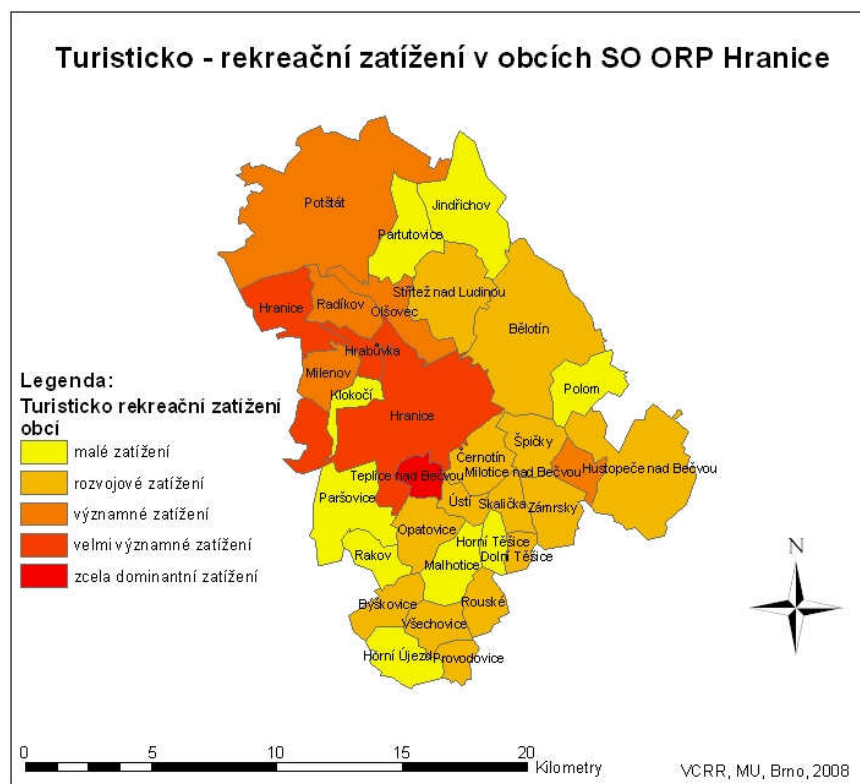 Turisticko - rekreační zatížení v obcích SO ORP Hranice
Potštát
Jindřichov
Partutovice
Střítež nad Ludinou
Hranice
Radíkov
Olšovec
Bělotín
Hrabůvka
Milenov
Klokočí
Polom
Hranice
Špičky
Černotín
Milotice nad Bečvou
Hustopeče nad Bečvou
Teplice nad Bečvou
Paršovice
Ústí
Skalička
Zámrsky
Opatovice
Horní Těšice
Dolní Těšice
Rakov
Malhotice
Býškovice
Rouské
Všechovice
Horní Újezd
Provodovice
Legenda:
Turisticko rekreační zatížení
obcí
malé zatížení
rozvojové zatížení
významné zatížení
velmi významné zatížení
zcela dominantní zatížení
N
0 5 10 15 20
Kilometry
VCRR, MU, Brno, 2008